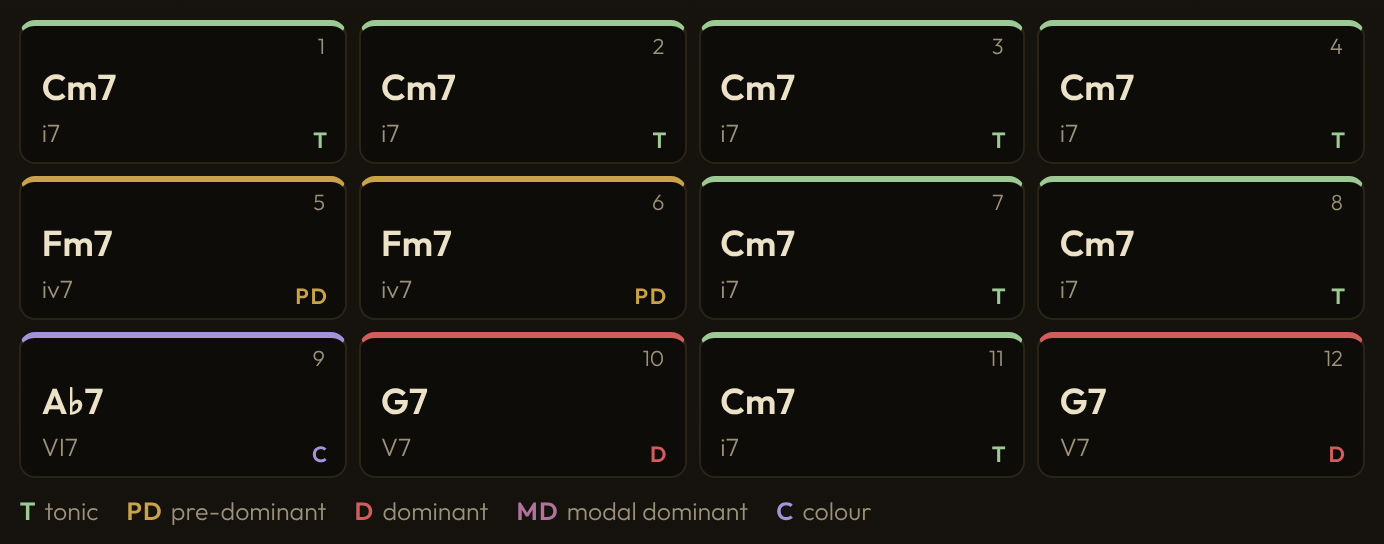 1 2 3 4
Cm7 Cm7 Cm7 Cm7
i7 T i7 T i7 T i7 T
5 6 7 8
Fm7 Fm7 Cm7 Cm7
iv7 PD iv7 PD i7 T i7 T
9 10 11 12
A♭7 G7 Cm7 G7
VI7 C V7 D i7 T V7 D
T tonic PD pre-dominant D dominant MD modal dominant C colour